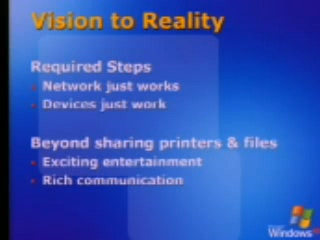 Vision to Reality
Required Steps
Network just works
Devices just work
Beyond sharing printers & files
Exciting entertainment
Rich communication
Windows